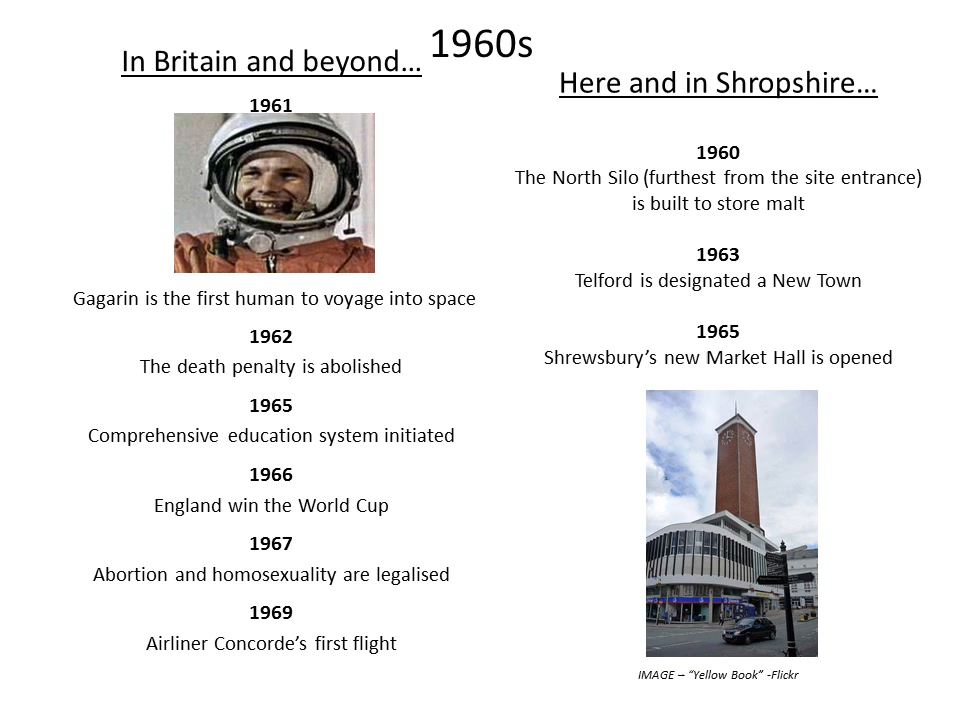 1960s
In Britain and beyond…
1961
Gagarin is the first human to voyage into space
1962
The death penalty is abolished
1965
Comprehensive education system initiated
1966
England win the World Cup
1967
Abortion and homosexuality are legalised
1969
Airliner Concorde’s first flight
Here and in Shropshire…
1960
The North Silo (furthest from the site entrance)
is built to store malt
1963
Telford is designated a New Town
1965
Shrewsbury’s new Market Hall is opened
IMAGE – “Yellow Book” -Flickr